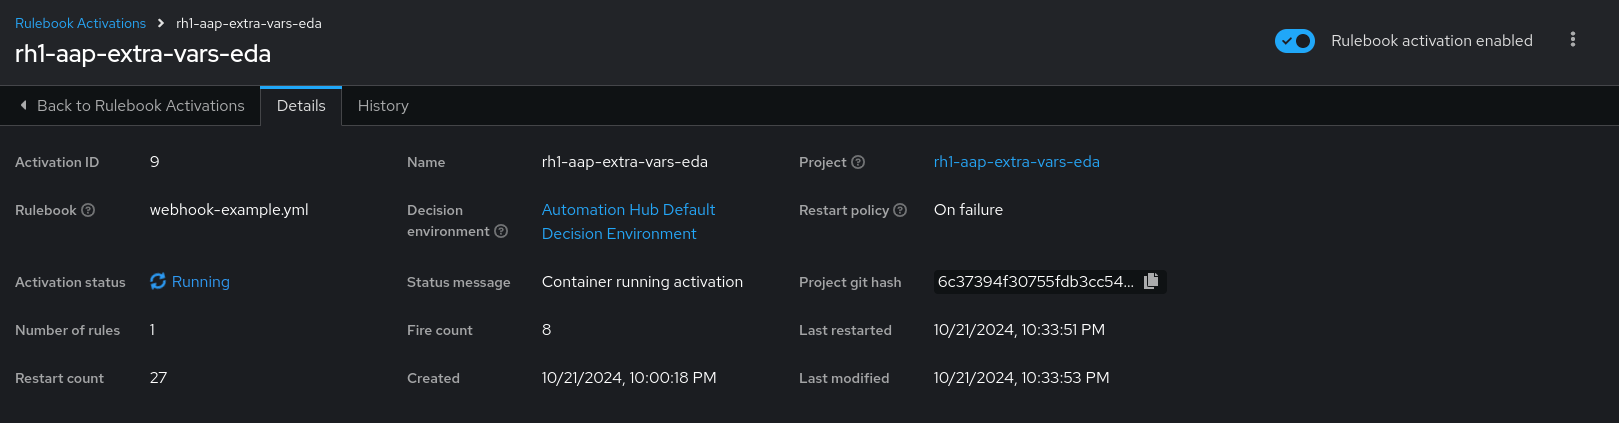 Rulebook Activations > rh1-aap-extra-vars-eda
rh1-aap-extra-vars-eda
Rulebook activation enabled
Back to Rulebook Activations
Details
History
Activation ID 9
Name rh1-aap-extra-vars-eda
Project rh1-aap-extra-vars-eda
Rulebook webhook-example.yml
Decision environment Automation Hub Default
Decision Environment
Restart policy On failure
Activation status Running
Status message Container running activation
Project git hash 6c37394f30755fdb3cc54...
Number of rules 1
Fire count 8
Last restarted 10/21/2024, 10:33:51 PM
Restart count 27
Created 10/21/2024, 10:00:18 PM
Last modified 10/21/2024, 10:33:53 PM